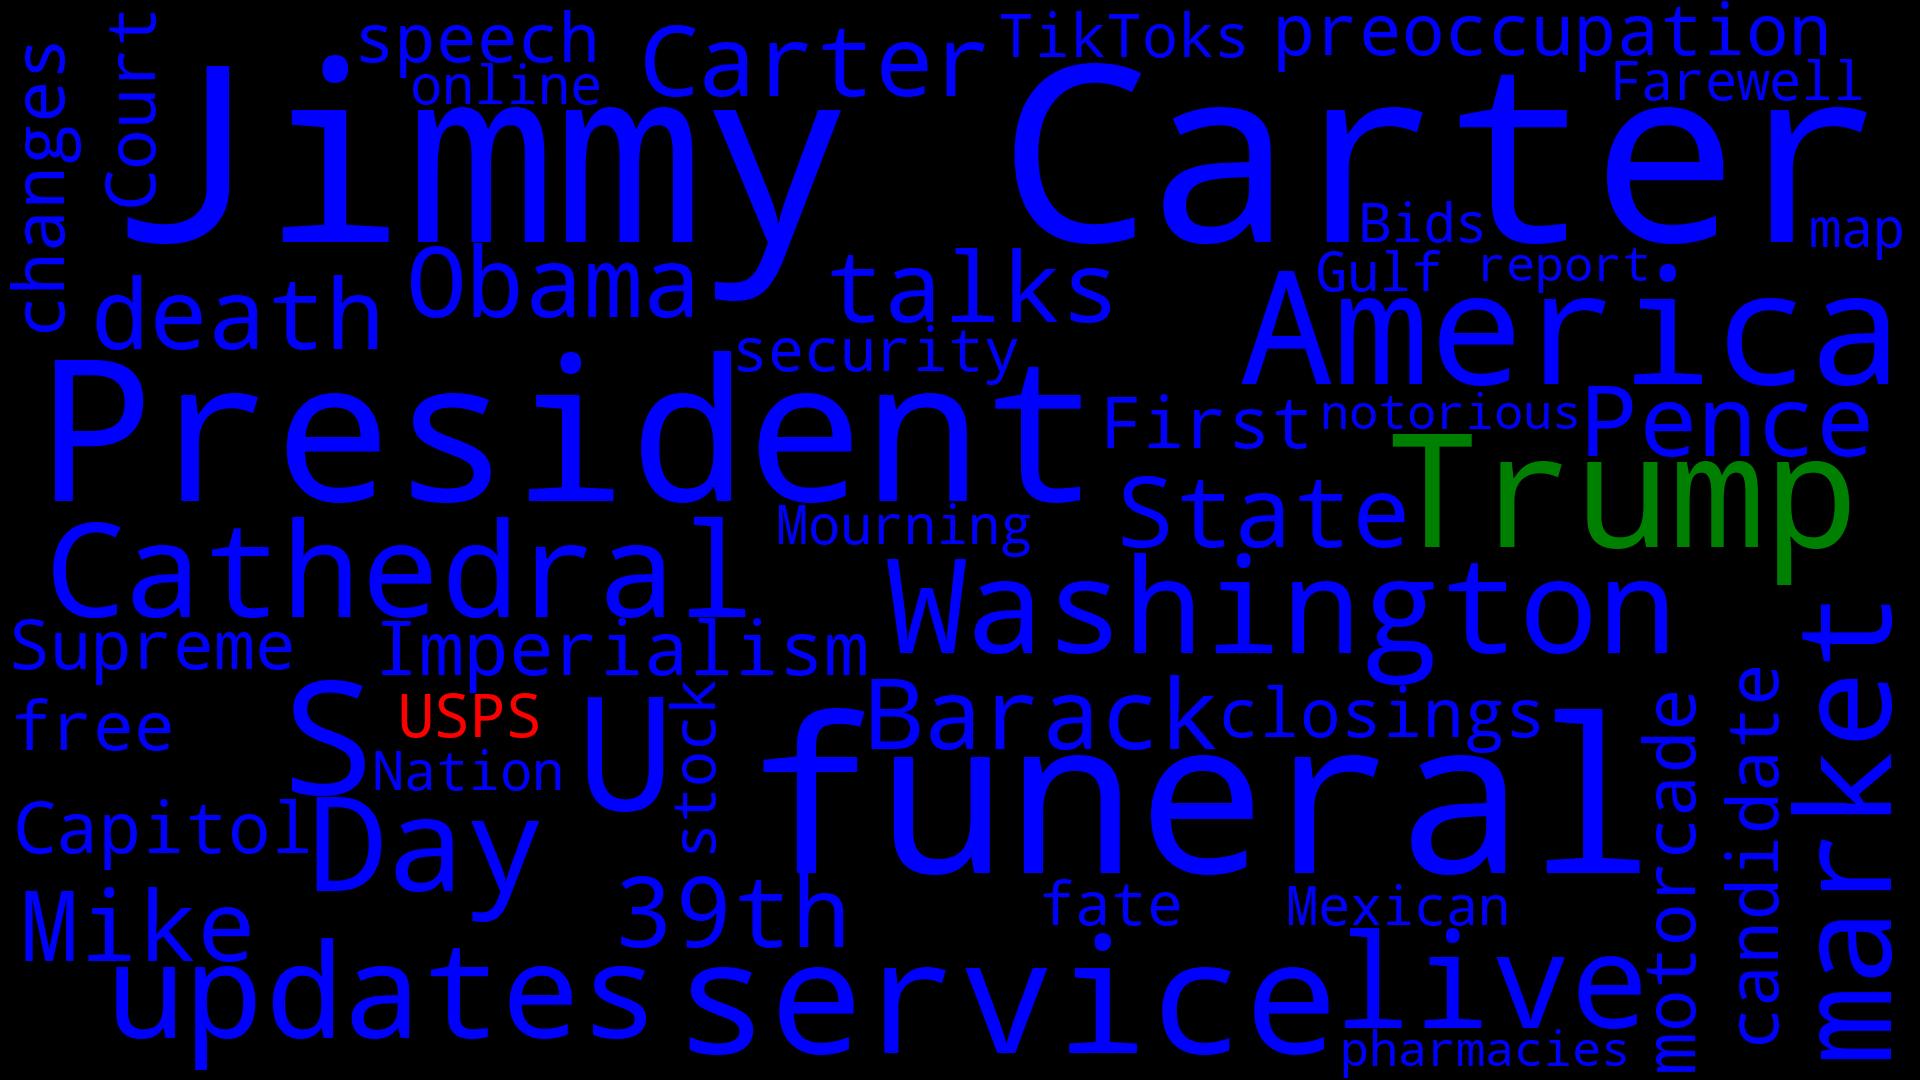 changes
Court
speech
online
Carter
TikToks
preoccupation
Farewell
Jimmy Carter
Bids
map
death
Obama
talks
Gulf
report
America
security
President
First
notorious
Pence
Trump
State
Mourning
Cathedral
Washington
Supreme
Imperialism
free
S
USPS
U
stock
Barack
closings
Nation
funeral
Capitol
Day
motorcade
candidate
market
Mike
39th
fate
Mexican
updates
service
live
pharmacies